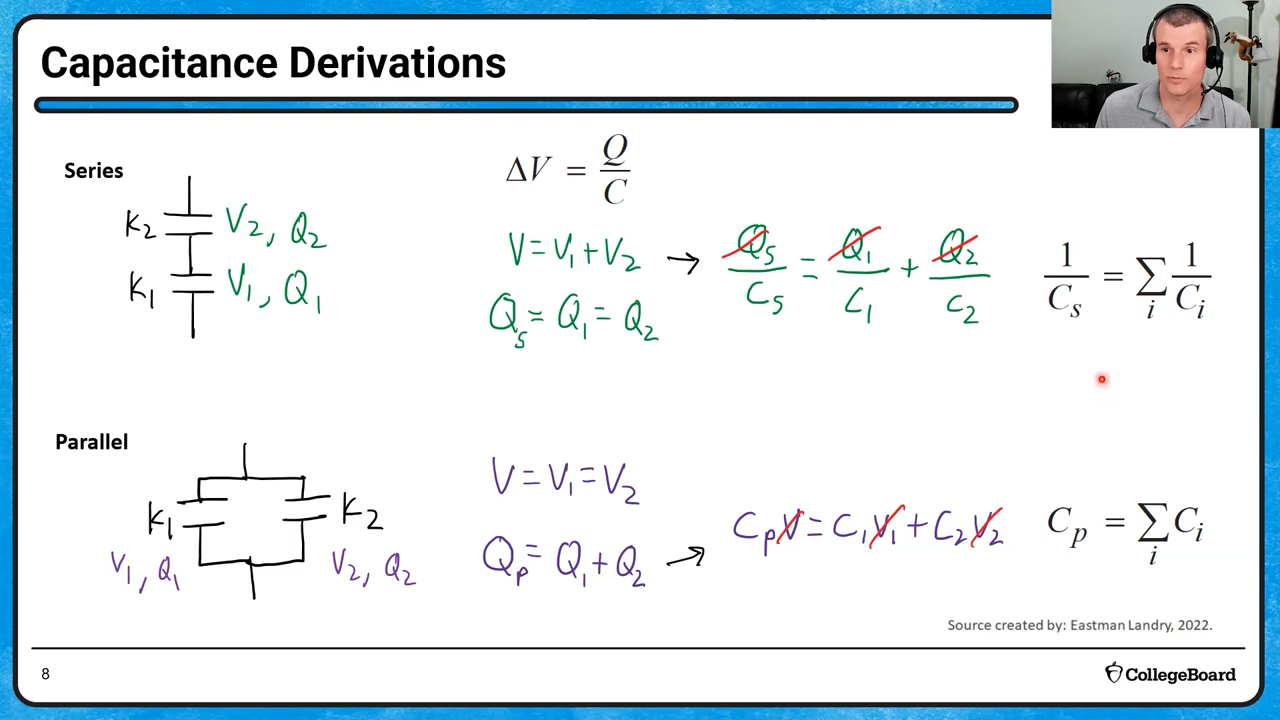 Capacitance Derivations
Series
ΔV = Q/C
K2 V2, Q2
K1 V1, Q1
V = V1 + V2 → Qs/Cs = Q1/C1 + Q2/C2
Qs = Q1 = Q2
1/Cs = ∑i 1/Ci
Parallel
K1 K2
V1, Q1 V2, Q2
V = V1 = V2
Qp = Q1 + Q2 → CpV = C1V1 + C2V2
Cp = ∑i Ci
Source created by: Eastman Landry, 2022.
8
CollegeBoard